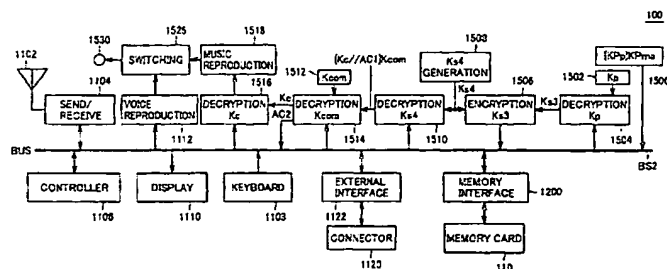 100
1530
1525
1518
1508
1102
SWITCHING
MUSIC REPRODUCTION
{Kc//AC1}Kcom
Ks4 GENERATION
{KPp}KPma
1104
1516
1512
Kcom
1506
1502
Kp
1500
SEND/RECEIVE
VOICE REPRODUCTION
DECRYPTION Kc
Kc
AC2
DECRYPTION Kcom
DECRYPTION Ks4
Ks4
ENCRYPTION Ks3
Ks3
DECRYPTION Kp
1112
1514
1510
1504
BUS
BS2
CONTROLLER
DISPLAY
KEYBOARD
EXTERNAL INTERFACE
MEMORY INTERFACE
1106
1110
1103
1122
1200
CONNECTOR
MEMORY CARD
1120
110